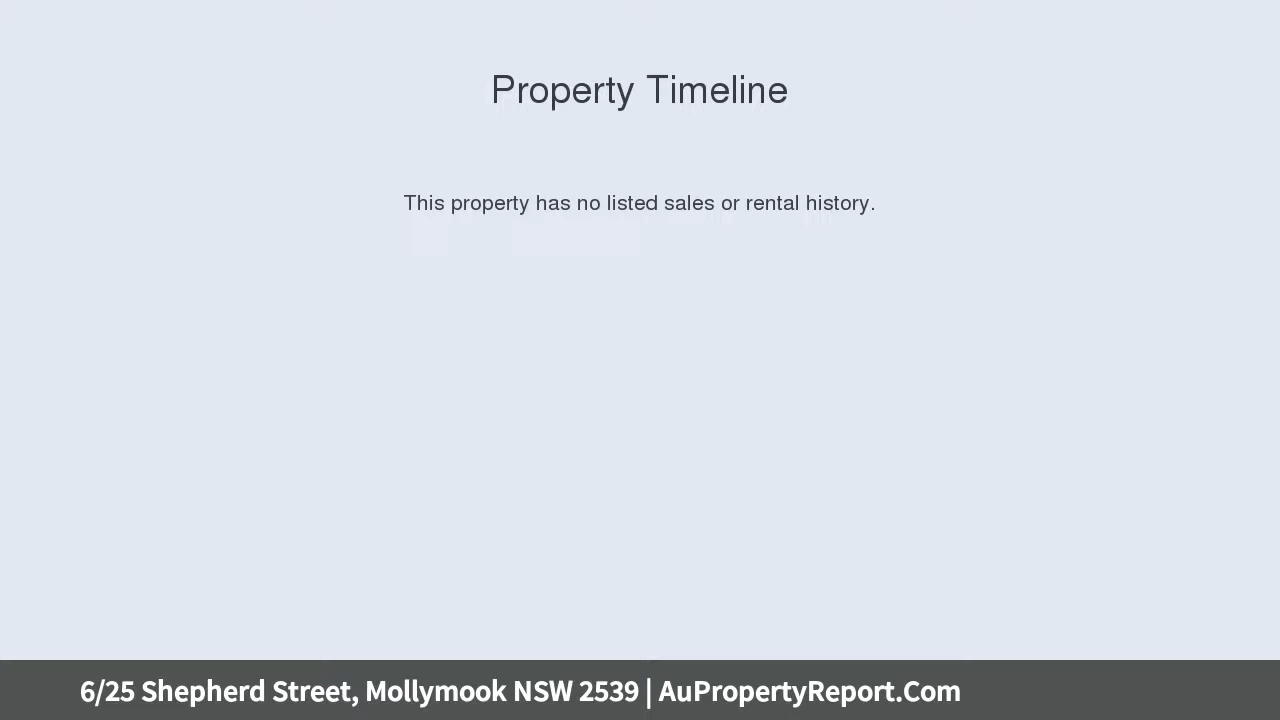 Property Timeline
This property has no listed sales or rental history.
6/25 Shepherd Street, Mollymook NSW 2539 | AuPropertyReport.Com